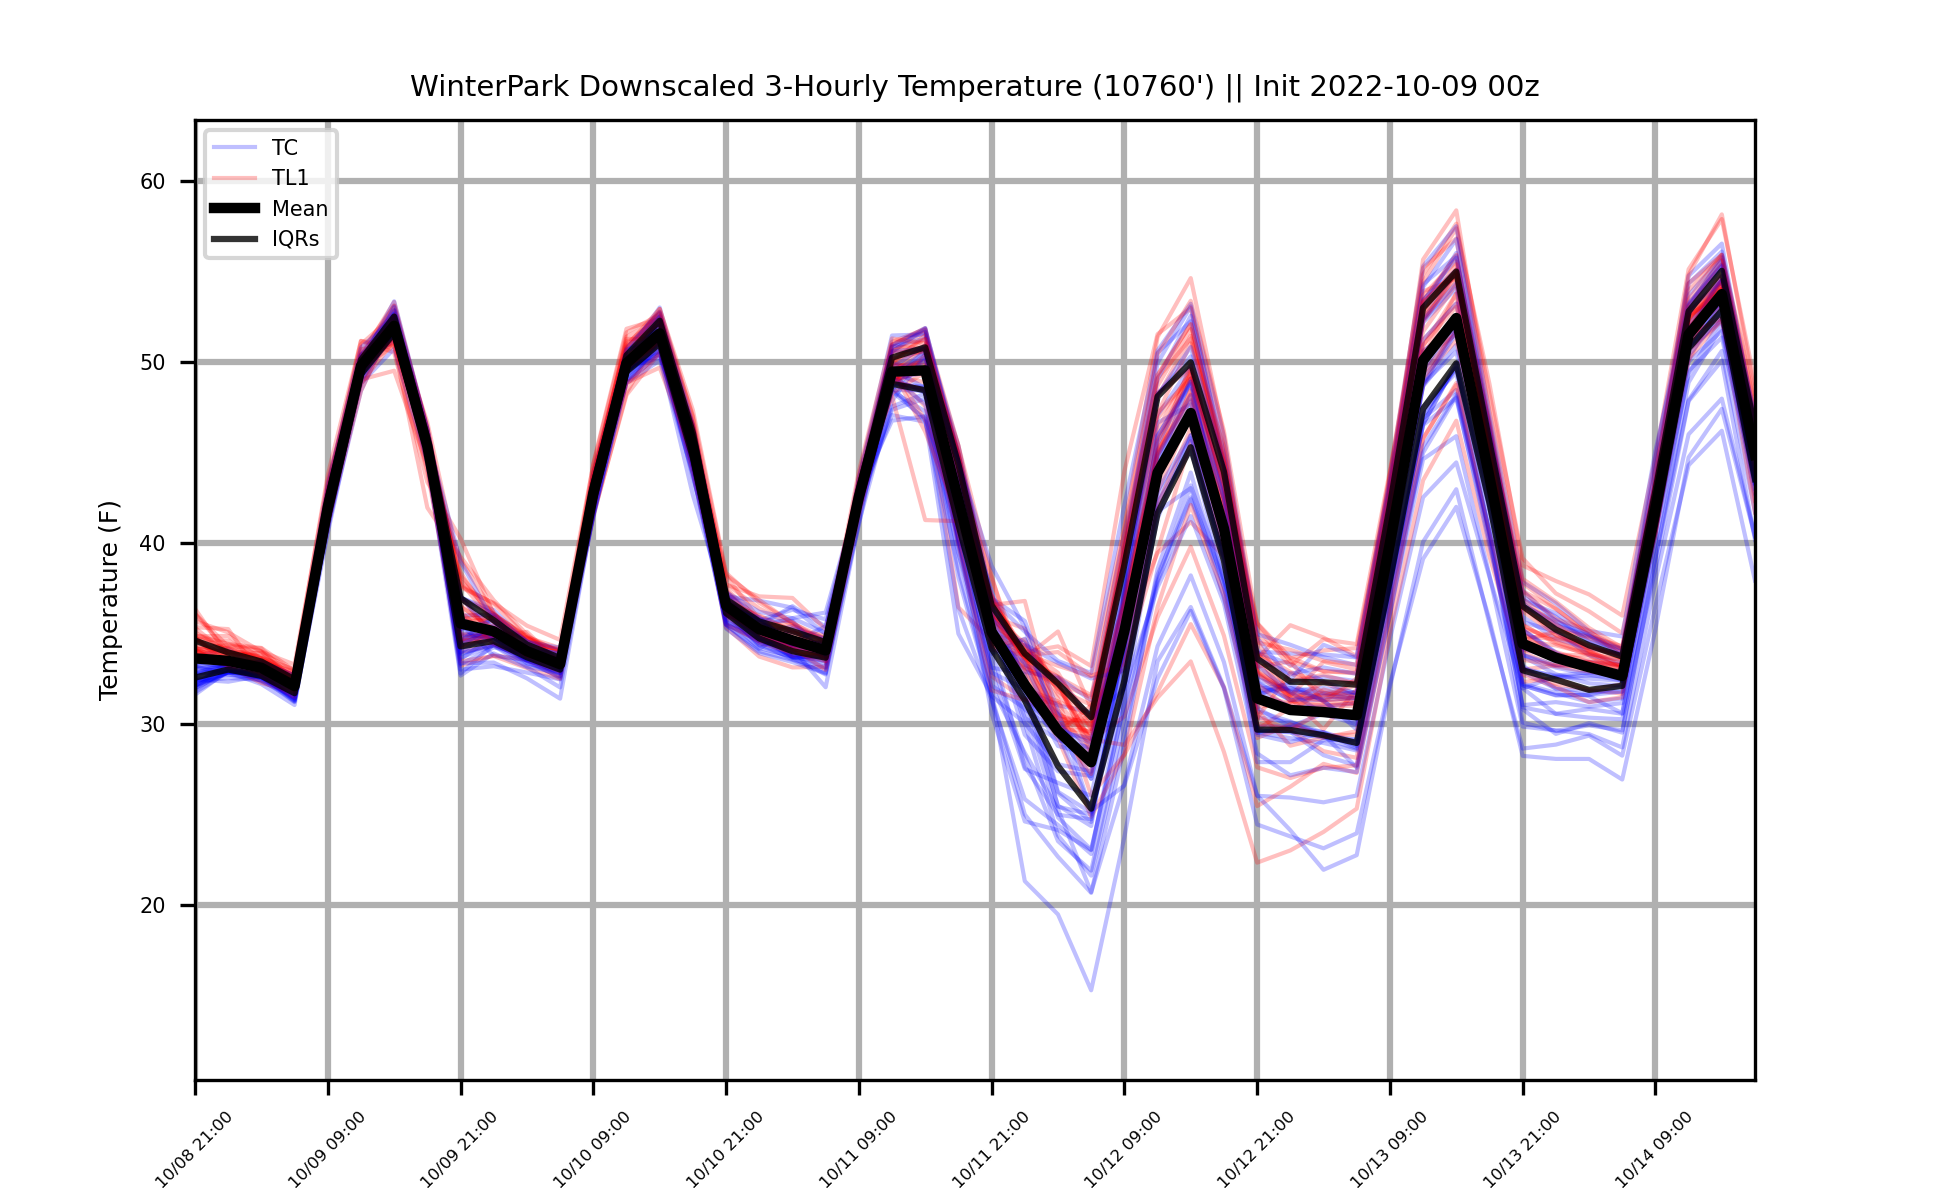 WinterPark Downscaled 3-Hourly Temperature (10760') || Init 2022-10-09 00z
TC
TL1
Mean
IQRs
Temperature (F)
60
50
40
30
20
10/08 21:00
10/09 09:00
10/09 21:00
10/10 09:00
10/10 21:00
10/11 09:00
10/11 21:00
10/12 09:00
10/12 21:00
10/13 09:00
10/13 21:00
10/14 09:00